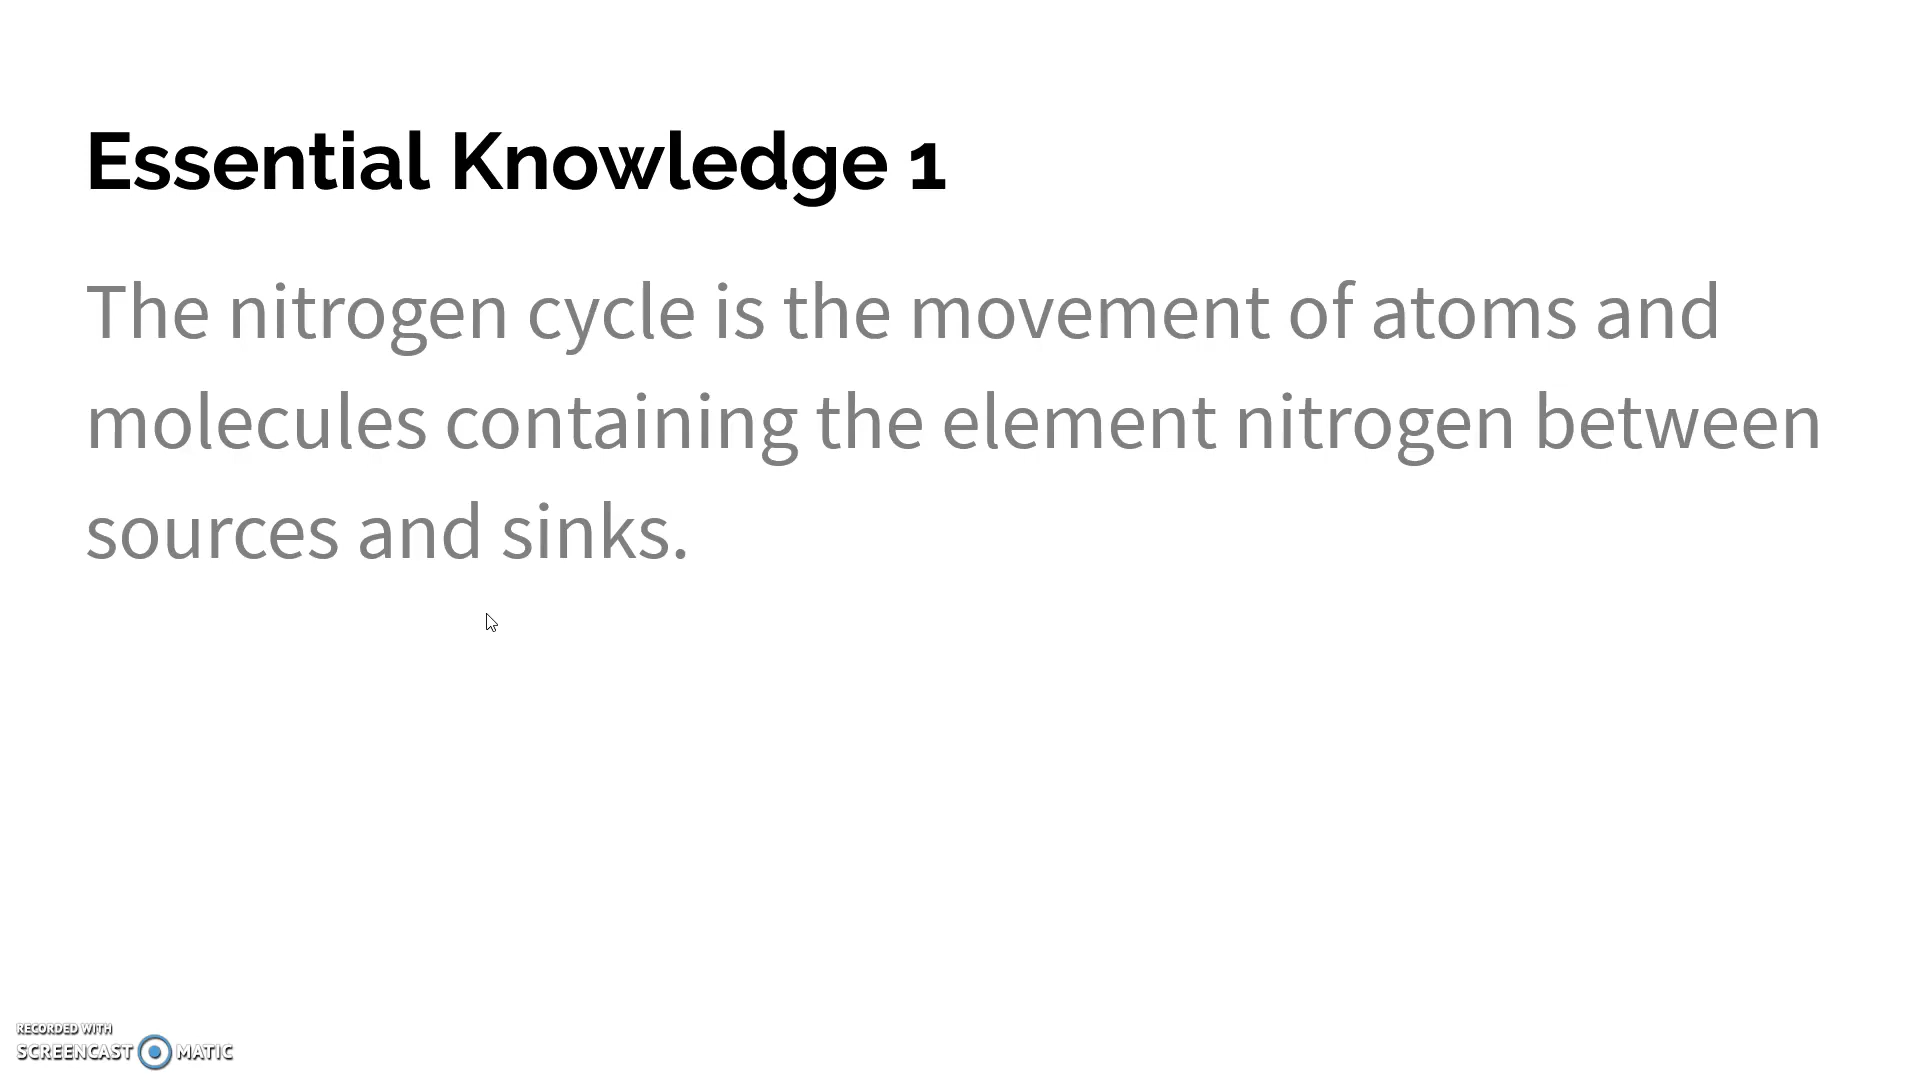 Essential Knowledge 1
The nitrogen cycle is the movement of atoms and
molecules containing the element nitrogen between
sources and sinks.
RECORDED WITH
SCREENCAST MATIC